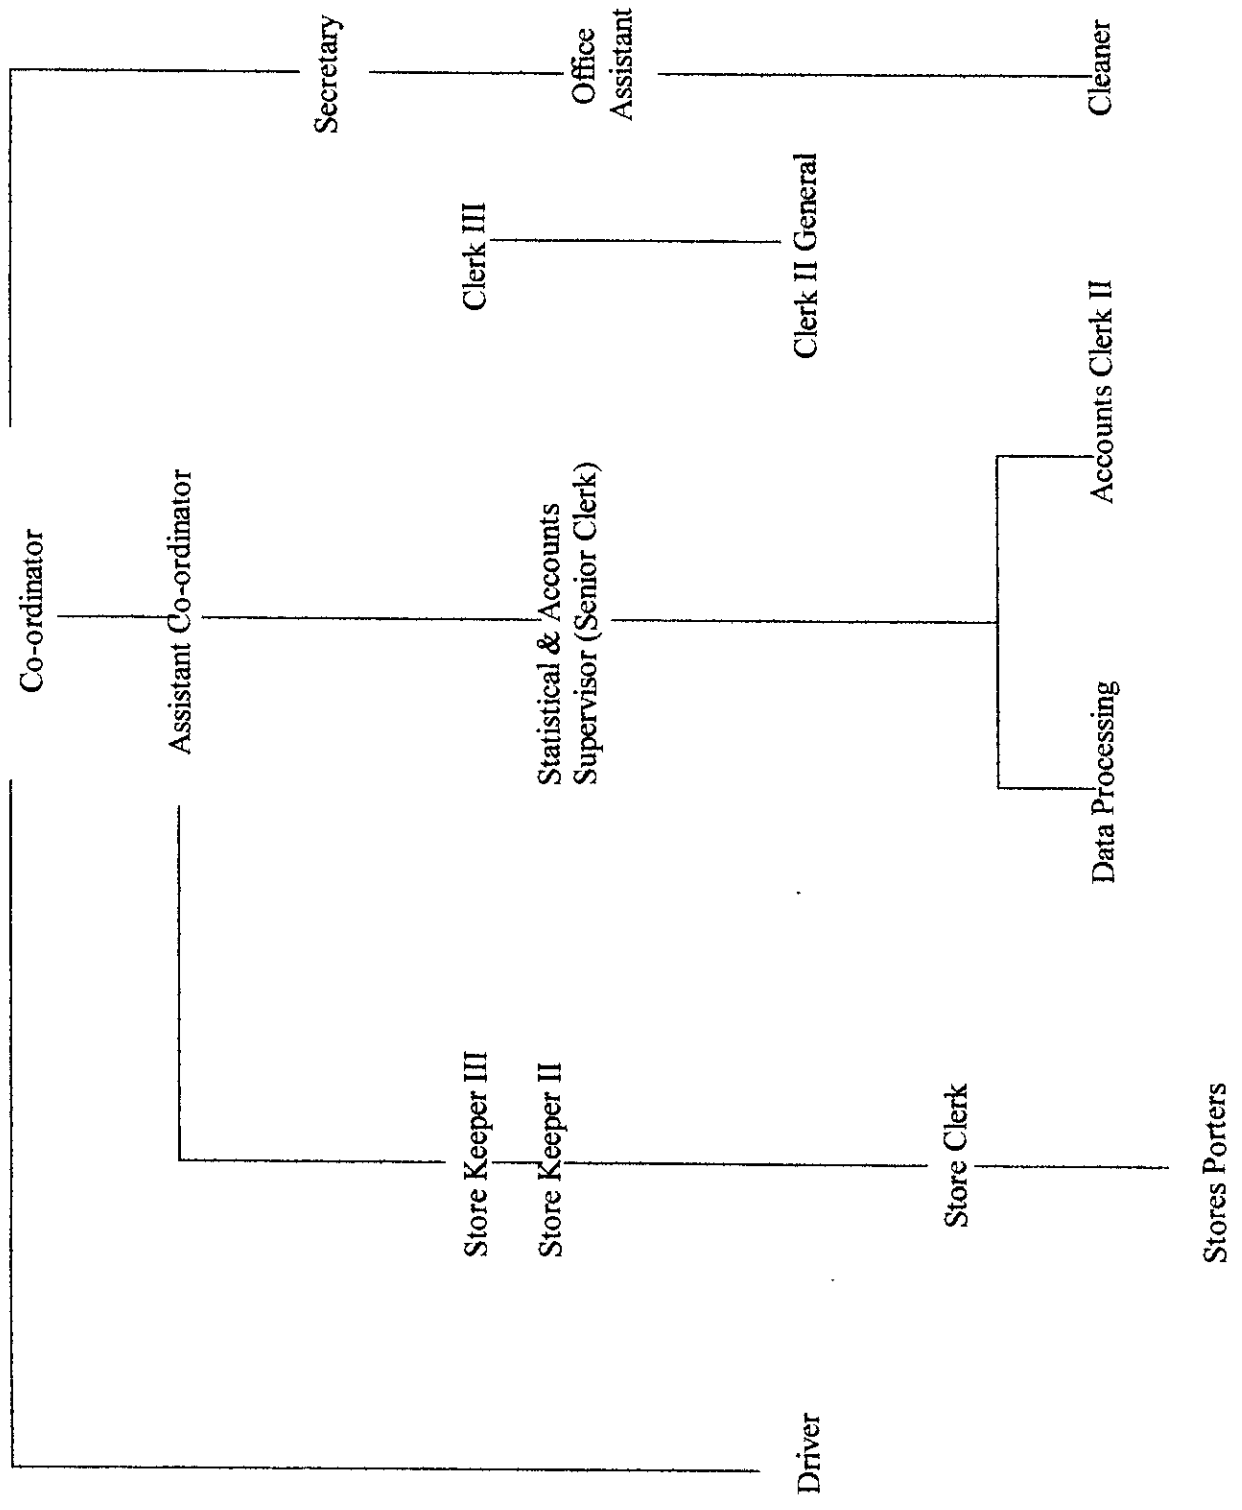 Co-ordinator
Assistant Co-ordinator
Secretary
Store Keeper III
Clerk III
Store Keeper II
Statistical & Accounts
Supervisor (Senior Clerk)
Office
Assistant
Driver
Clerk II General
Store Clerk
Data Processing
Accounts Clerk II
Cleaner
Stores Porters